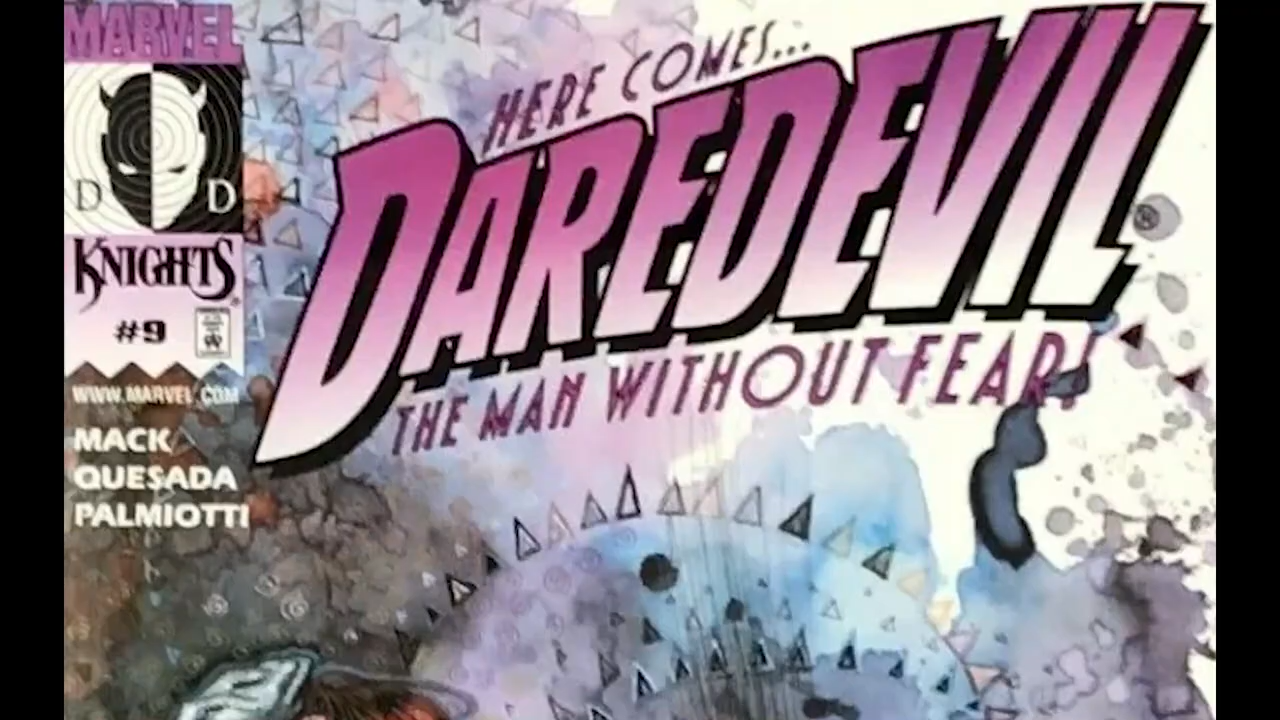 MARVEL
D D
KNIGHTS
#9
WWW.MARVEL.COM
MACK
QUESADA
PALMIOTTI
HERE COMES...
DAREDEVIL
THE MAN WITHOUT FEAR!